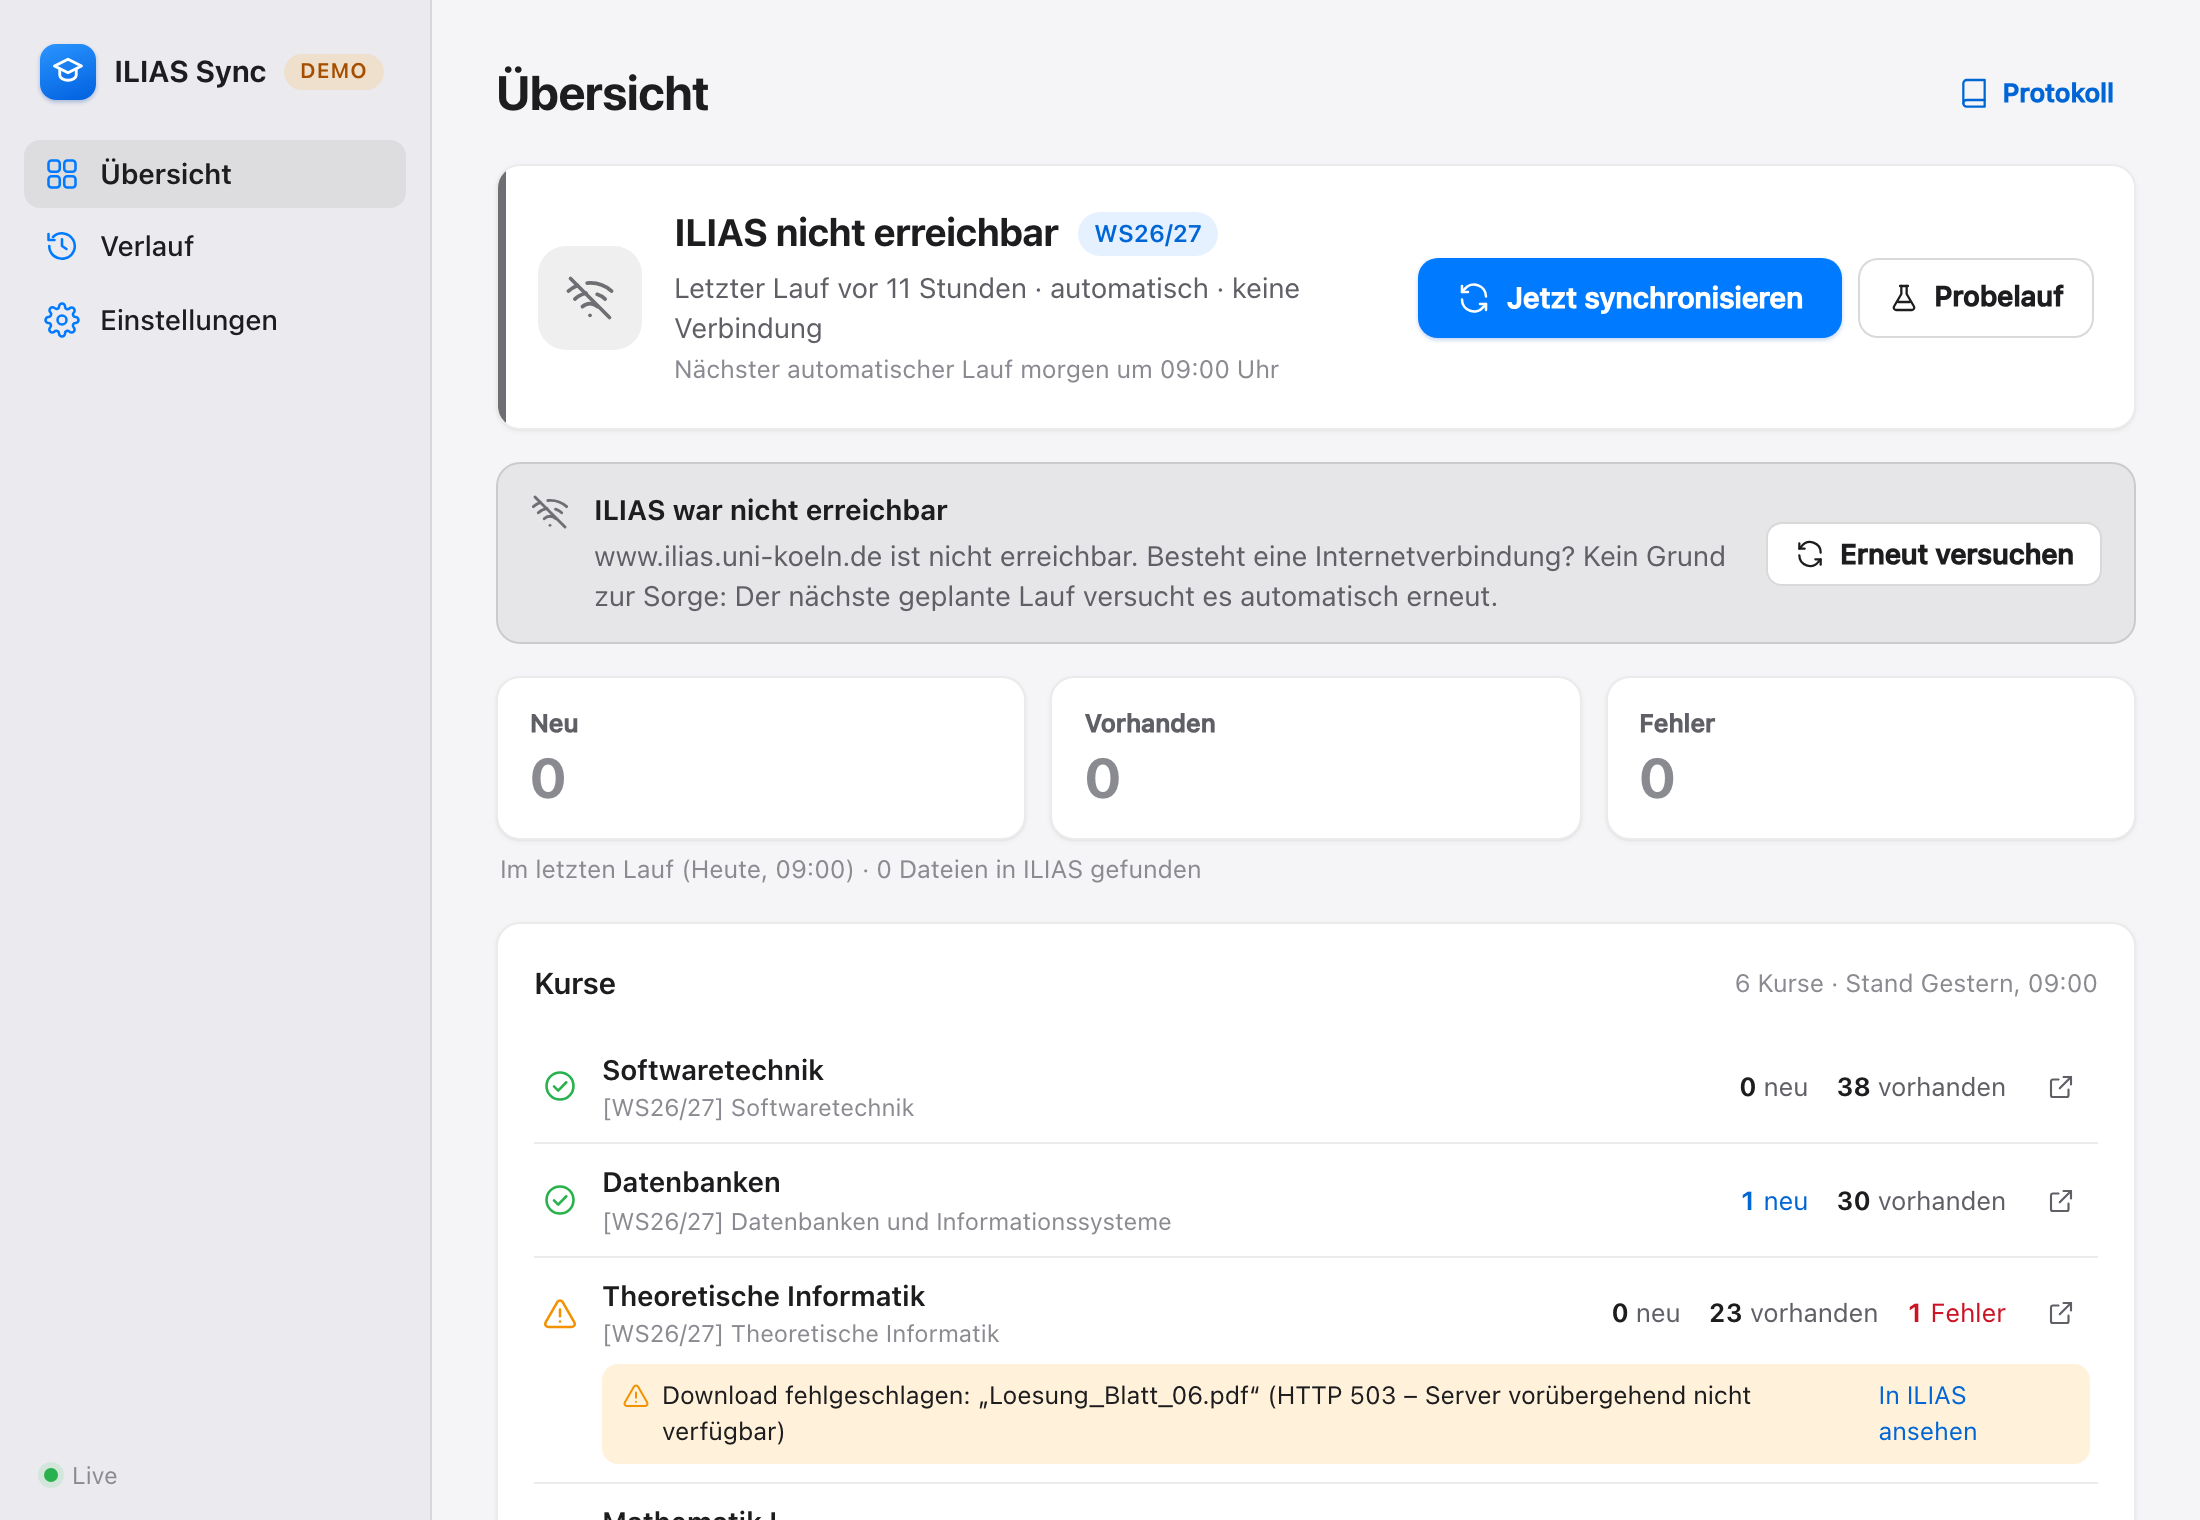 ILIAS Sync DEMO
Übersicht
Verlauf
Einstellungen
Live
Übersicht
Protokoll
ILIAS nicht erreichbar WS26/27
Letzter Lauf vor 11 Stunden · automatisch · keine
Verbindung
Nächster automatischer Lauf morgen um 09:00 Uhr
Jetzt synchronisieren
Probelauf
ILIAS war nicht erreichbar
www.ilias.uni-koeln.de ist nicht erreichbar. Besteht eine Internetverbindung? Kein Grund
zur Sorge: Der nächste geplante Lauf versucht es automatisch erneut.
Erneut versuchen
Neu
0
Vorhanden
0
Fehler
0
Im letzten Lauf (Heute, 09:00) · 0 Dateien in ILIAS gefunden
Kurse
6 Kurse · Stand Gestern, 09:00
Softwaretechnik
[WS26/27] Softwaretechnik
0 neu 38 vorhanden
Datenbanken
[WS26/27] Datenbanken und Informationssysteme
1 neu 30 vorhanden
Theoretische Informatik
[WS26/27] Theoretische Informatik
0 neu 23 vorhanden 1 Fehler
Download fehlgeschlagen: „Loesung_Blatt_06.pdf“ (HTTP 503 – Server vorübergehend nicht
verfügbar)
In ILIAS
ansehen
Mathematik I